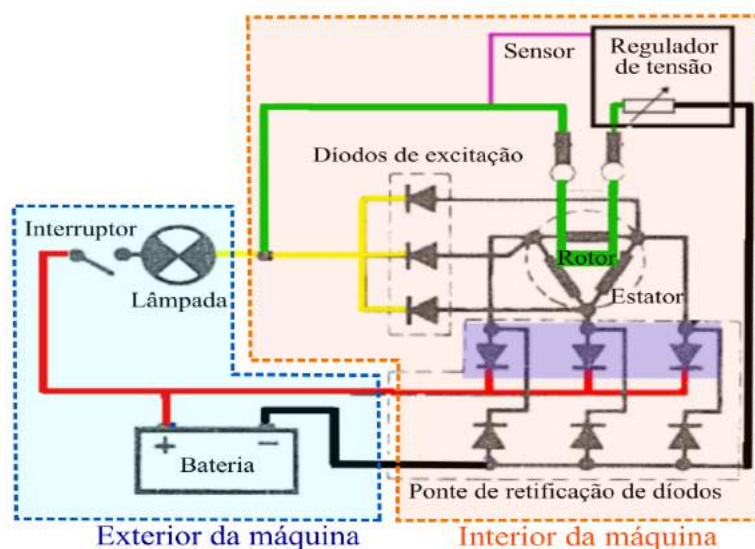 Sensor
Regulador
de tensão
Díodos de excitação
Interruptor
Lâmpada
Rotor
Estator
+
−
Bateria
Ponte de retificação de díodos
Exterior da máquina
Interior da máquina